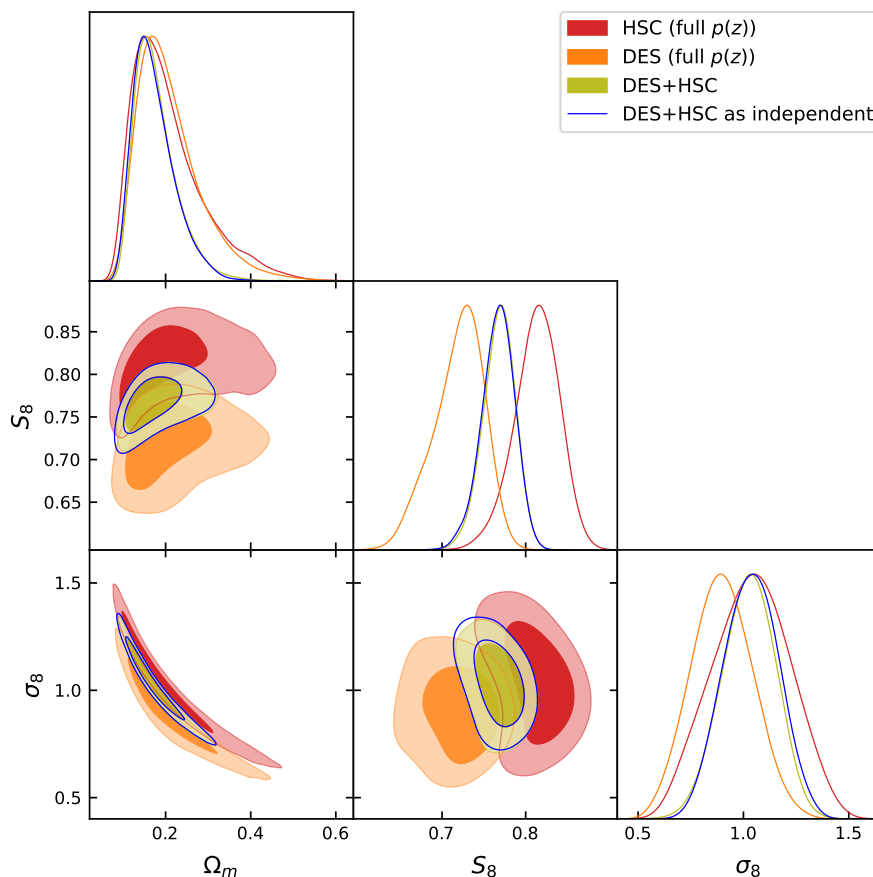 HSC (full p(z))
DES (full p(z))
DES+HSC
DES+HSC as independent
0.85
0.80
0.75
0.70
0.65
S₈
1.5
1.0
0.5
σ₈
0.2 0.4 0.6
0.7 0.8
0.5 1.0 1.5
Ωₘ S₈ σ₈